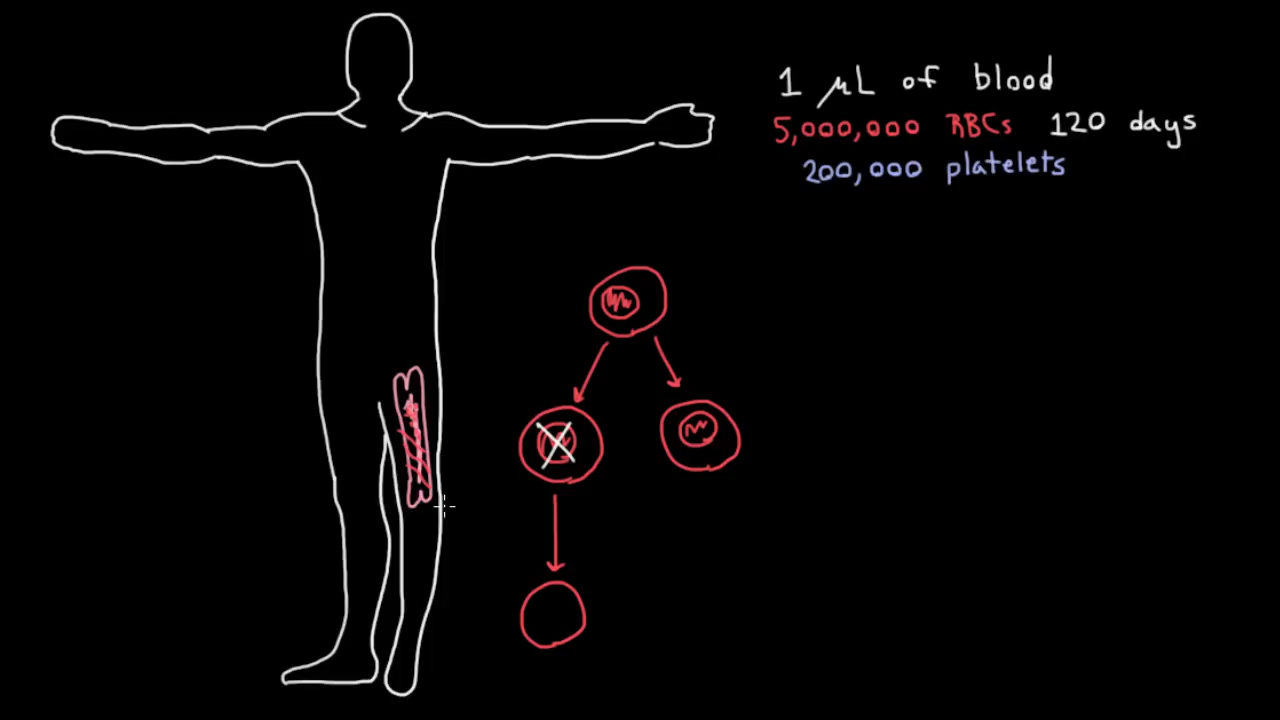 1 μL of blood
5,000,000 RBCs 120 days
200,000 platelets